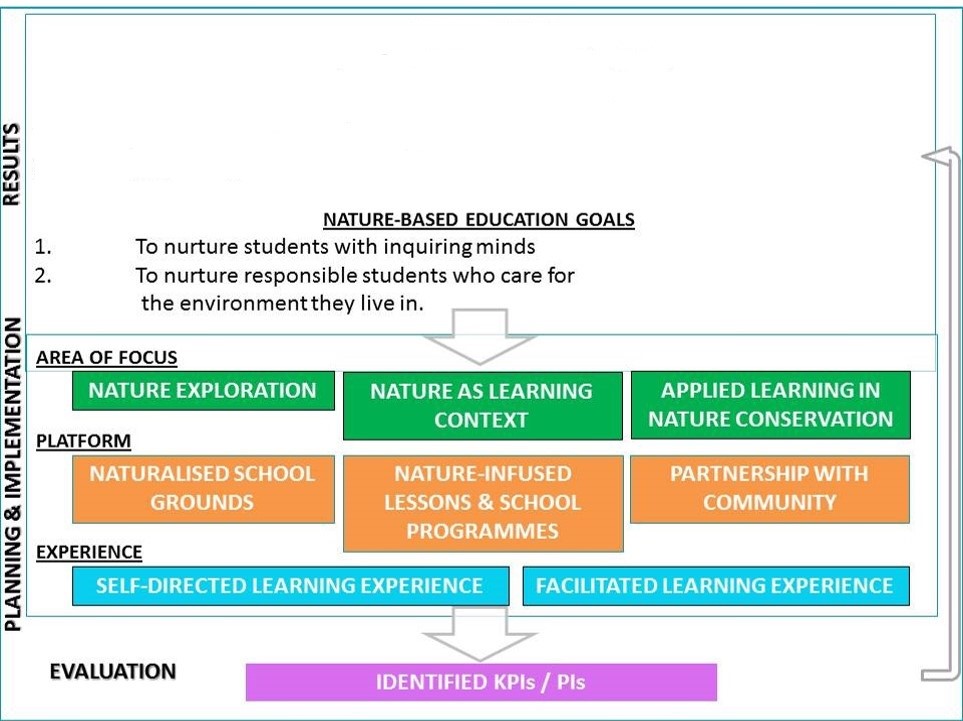 RESULTS
NATURE-BASED EDUCATION GOALS
1. To nurture students with inquiring minds
2. To nurture responsible students who care for
the environment they live in.
PLANNING & IMPLEMENTATION
AREA OF FOCUS
NATURE EXPLORATION
NATURE AS LEARNING
CONTEXT
APPLIED LEARNING IN
NATURE CONSERVATION
PLATFORM
NATURALISED SCHOOL
GROUNDS
NATURE-INFUSED
LESSONS & SCHOOL
PROGRAMMES
PARTNERSHIP WITH
COMMUNITY
EXPERIENCE
SELF-DIRECTED LEARNING EXPERIENCE
FACILITATED LEARNING EXPERIENCE
EVALUATION
IDENTIFIED KPIs / PIs